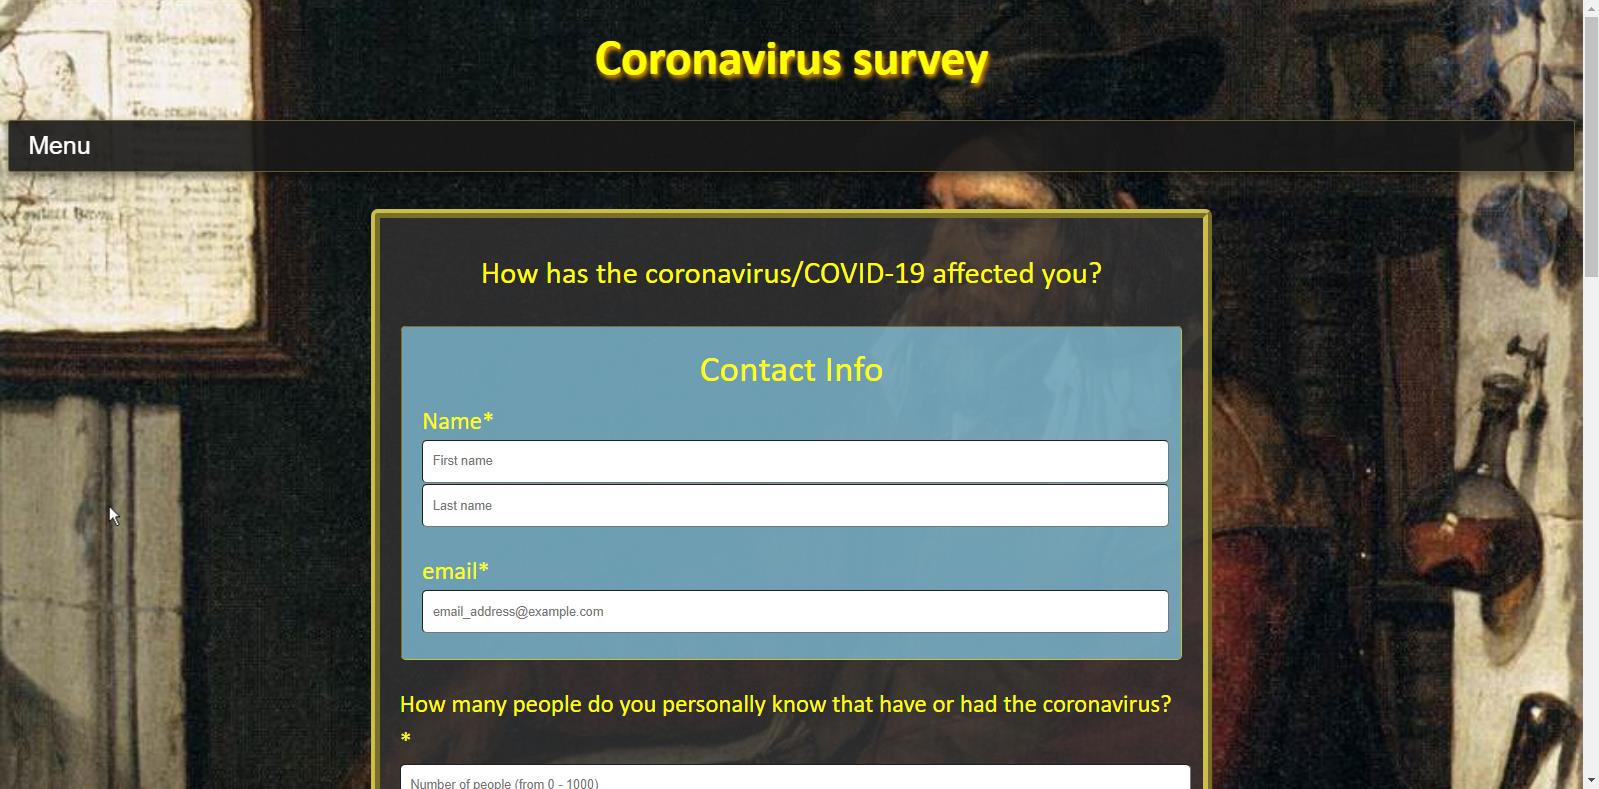 Coronavirus survey
Menu
How has the coronavirus/COVID-19 affected you?
Contact Info
Name*
First name
Last name
email*
email_address@example.com
How many people do you personally know that have or had the coronavirus?
*
Number of people (from 0 - 1000)